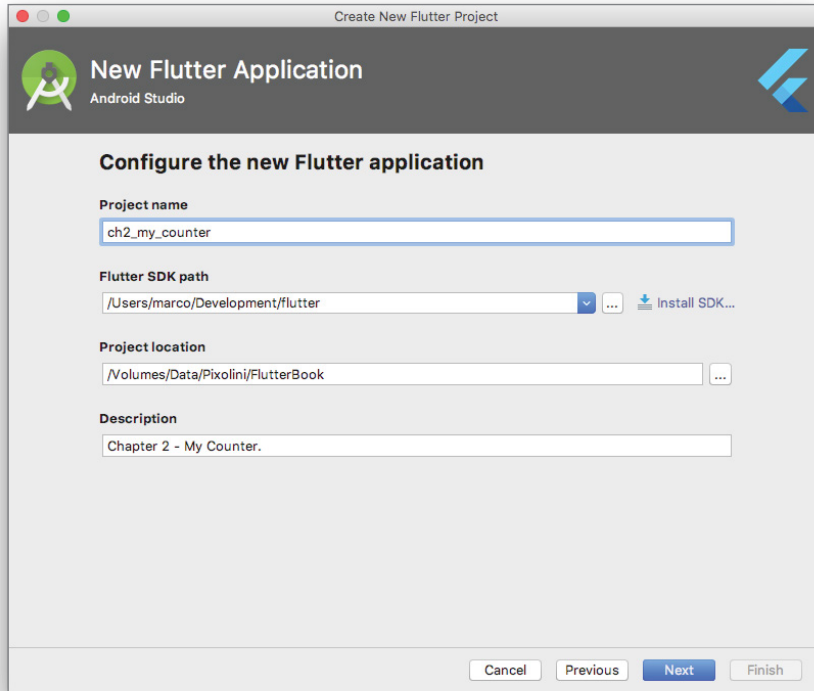 Create New Flutter Project
New Flutter Application
Android Studio
Configure the new Flutter application
Project name
ch2_my_counter
Flutter SDK path
/Users/marco/Development/flutter
...
Install SDK...
Project location
/Volumes/Data/Pixolini/FlutterBook
...
Description
Chapter 2 - My Counter.
Cancel Previous Next Finish